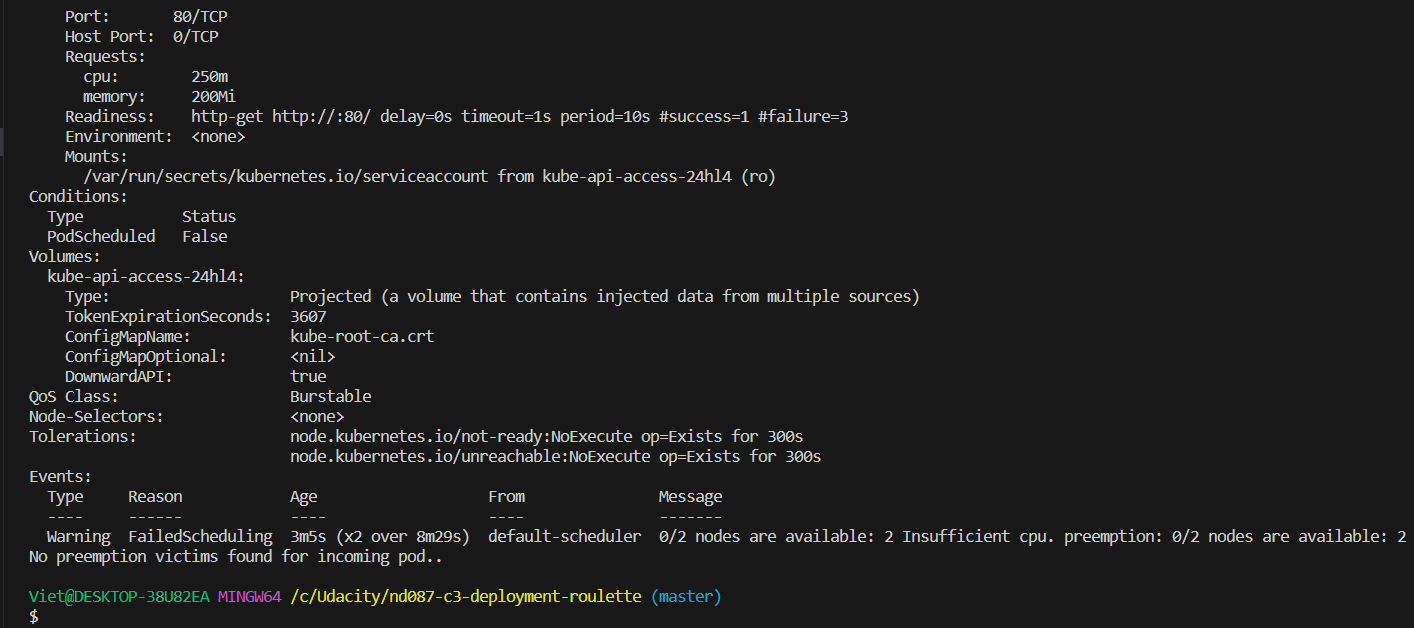 Port: 80/TCP
Host Port: 0/TCP
Requests:
cpu: 250m
memory: 200Mi
Readiness: http-get http://:80/ delay=0s timeout=1s period=10s #success=1 #failure=3
Environment: <none>
Mounts:
/var/run/secrets/kubernetes.io/serviceaccount from kube-api-access-24hl4 (ro)
Conditions:
Type Status
PodScheduled False
Volumes:
kube-api-access-24hl4:
Type: Projected (a volume that contains injected data from multiple sources)
TokenExpirationSeconds: 3607
ConfigMapName: kube-root-ca.crt
ConfigMapOptional: <nil>
DownwardAPI: true
QoS Class: Burstable
Node-Selectors: <none>
Tolerations: node.kubernetes.io/not-ready:NoExecute op=Exists for 300s
node.kubernetes.io/unreachable:NoExecute op=Exists for 300s
Events:
Type Reason Age From Message
---- ------ ---- ---- -------
Warning FailedScheduling 3m5s (x2 over 8m29s) default-scheduler 0/2 nodes are available: 2 Insufficient cpu. preemption: 0/2 nodes are available: 2
No preemption victims found for incoming pod..
Viet@DESKTOP-38U82EA MINGW64 /c/Udacity/nd087-c3-deployment-roulette (master)
$